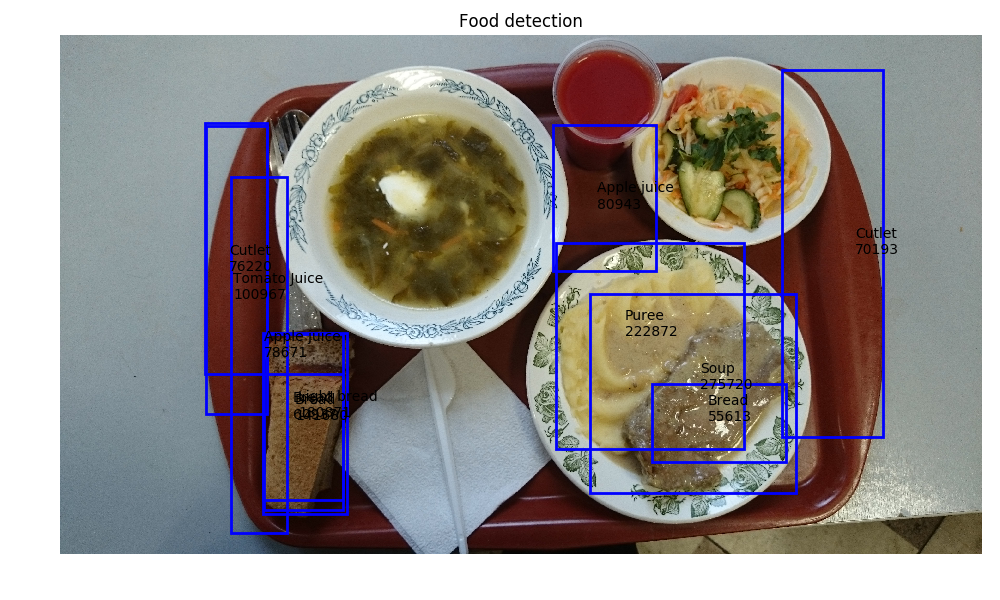 Food detection
Apple juice
80943
Cutlet
70193
Cutlet
76220
Tomato Juice
100967
Puree
222872
Apple juice
78671
Soup
275720
Bread
55613
bread